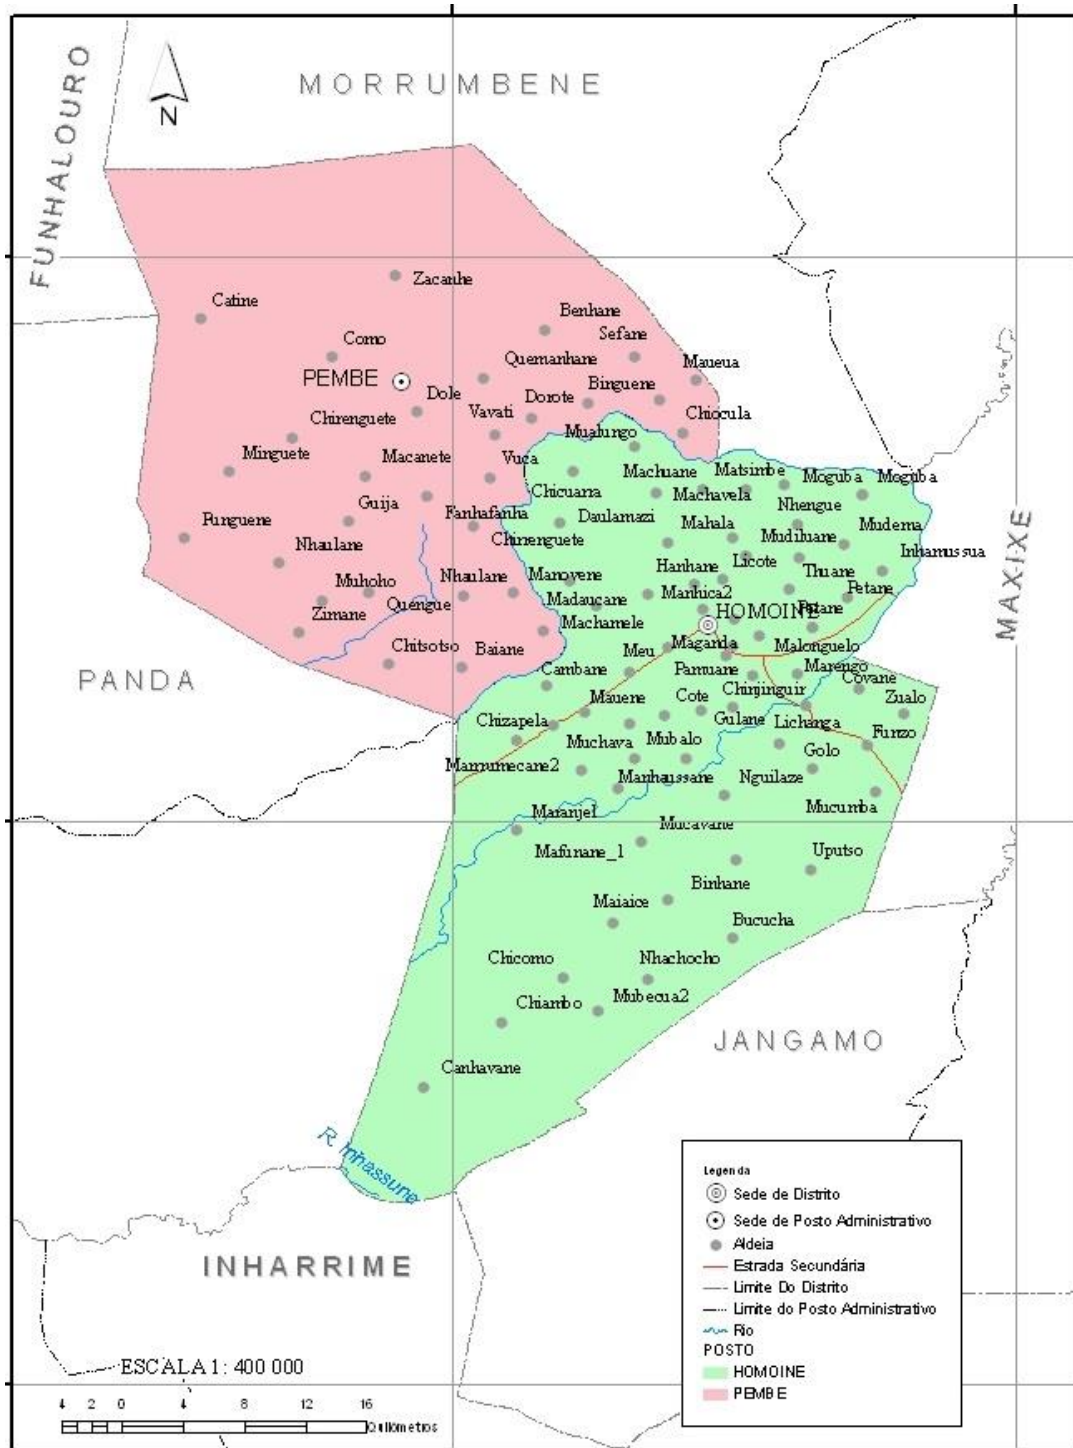 MORRUMBENE
FUNHALOURO
N
Zacanhe
Catine
Benhane
Como
Sefane
Quemanhane
Maueua
PEMBE
Dole
Dorote
Binguene
Chirenguete
Vavati
Chiocula
Mualungo
Minguete
Macanete
Vuca
Machuane
Matsimbe
Moguba
Moguba
Guija
Chicuarra
Machavela
Nhengue
Punguene
Fanhafanha
Daulamazi
Mahala
Mudiluane
Mudema
Nhaulane
Chirrenguete
Licote
Inhamussua
Muhoho
Nhaulane
Manovene
Hanhane
Thuane
Zimane
Quengue
Madaucane
Manhica2
Petane
Petane
HOMOINE
Machamele
MAXIXE
Chitsotso
Baiane
Meu
Maganda
Malonguelo
PANDA
Cambane
Pamuane
Marengo
Covane
Mauene
Cote
Chinjinguir
Zualo
Chizapela
Gulane
Lichanga
Funzo
Muchava
Mubalo
Golo
Mamumecane2
Manhaussane
Nguilaze
Mucumba
Maranjel
Mucavane
Mafunane_1
Uputso
Binhane
Maiaice
Bucucha
Chicomo
Nhachocho
Chiambo
Mubecua2
JANGAMO
Canhavane
R. Inhassune
INHARRIME
Legenda
Sede de Distrito
Sede de Posto Administrativo
Aldeia
Estrada Secundária
Limite Do Distrito
Limite do Posto Administrativo
Rio
POSTO
HOMOINE
PEMBE
ESCALA 1: 400 000
4 2 0 4 8 12 16
Quilómetros